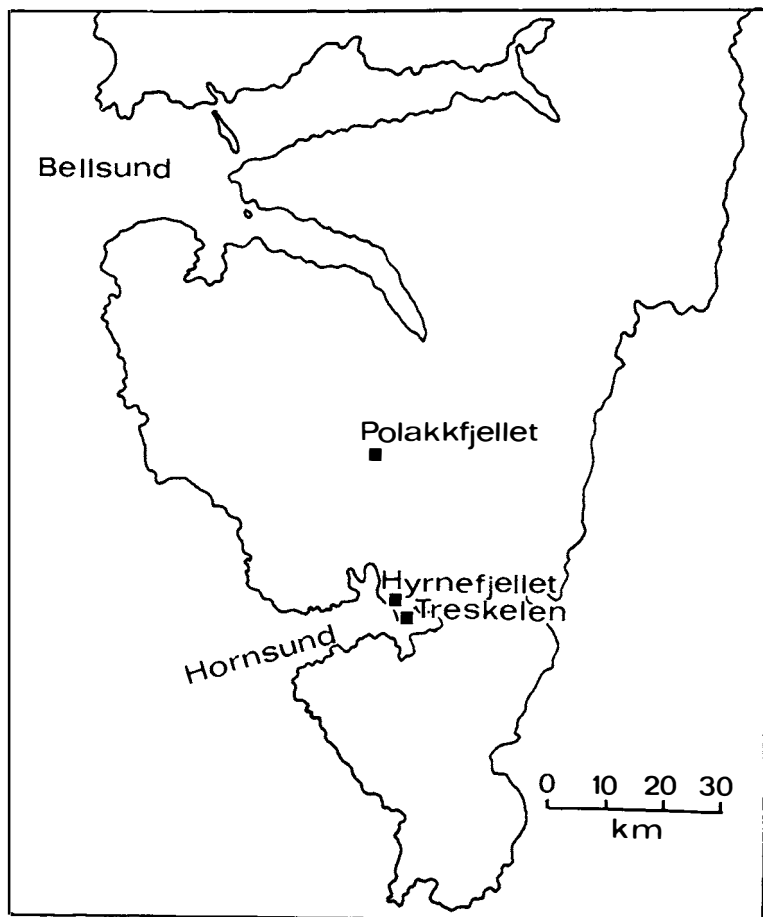 Bellsund
Polakkfjellet
Hyrnefjellet
Treskelen
Hornsund
0 10 20 30
km